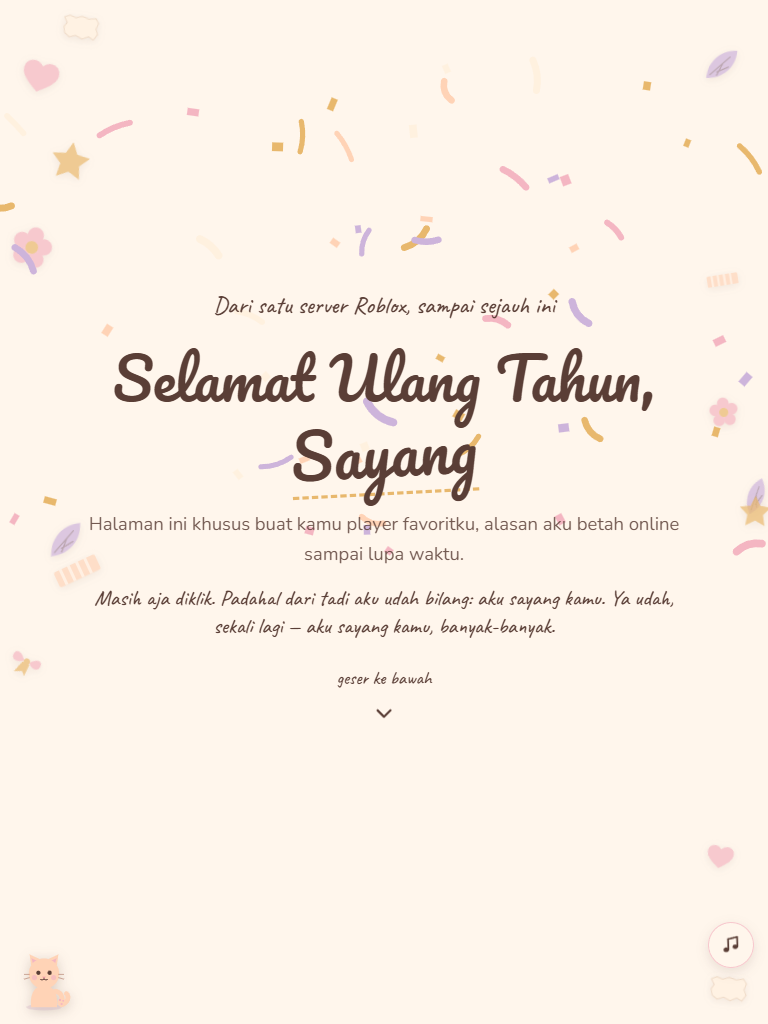 Dari satu server Roblox, sampai sejauh ini
Selamat Ulang Tahun,
Sayang
Halaman ini khusus buat kamu player favoritku, alasan aku betah online
sampai lupa waktu.
Masih aja diklik. Padahal dari tadi aku udah bilang: aku sayang kamu. Ya udah,
sekali lagi — aku sayang kamu, banyak-banyak.
geser ke bawah